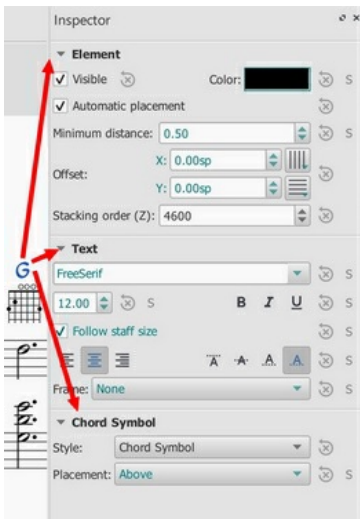 Inspector
Element
Visible Color: S
Automatic placement
Minimum distance: 0.50 S
Offset: X: 0.00sp
Y: 0.00sp
Stacking order (Z): 4600
G
Text
FreeSerif S
12.00 S B I U S
Follow staff size S
A A A A S
Frame: None S
Chord Symbol
Style: Chord Symbol
Placement: Above S